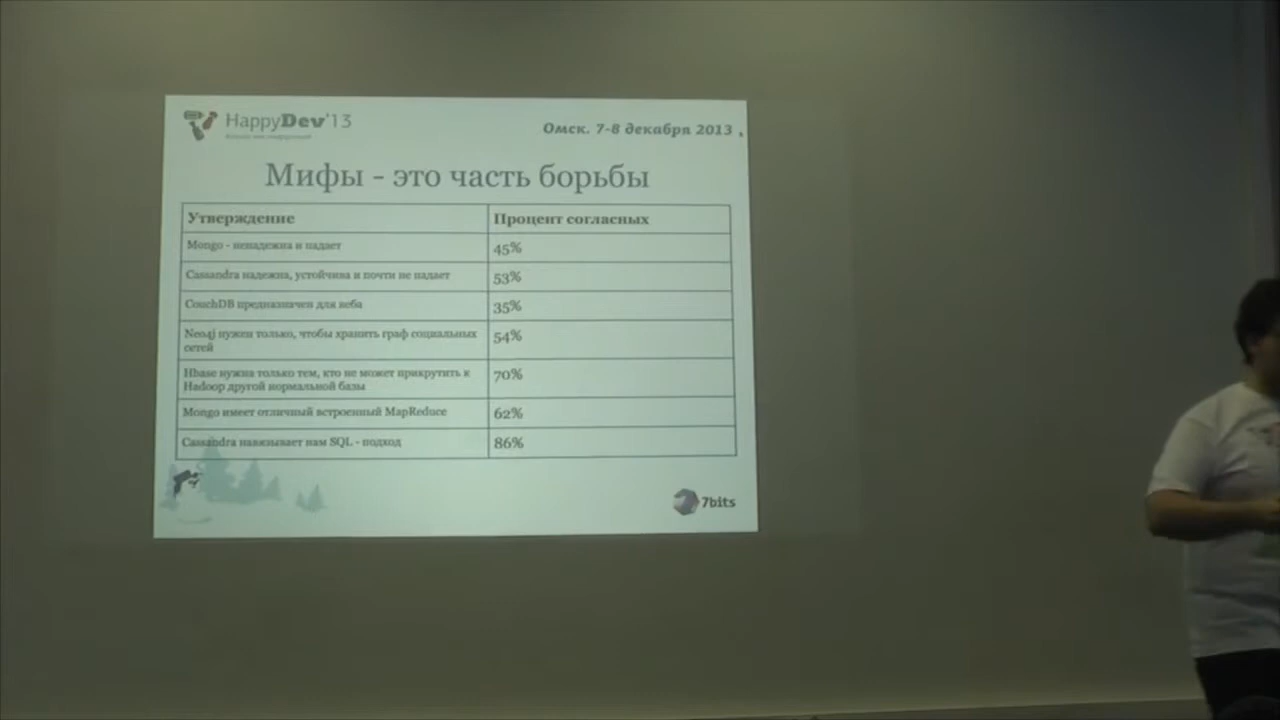 HappyDev'13
Омск. 7-8 декабря 2013
Мифы - это часть борьбы
Утверждение
Процент согласных
Mongo - ненадежна и падает
45%
Cassandra надежна, устойчива и почти не падает
53%
CouchDB предназначен для веба
35%
Neo4j нужен только, чтобы хранить граф социальных
сетей
54%
Hbase нужна только тем, кто не может прикрутить к
Hadoop другой нормальной базы
70%
Mongo имеет отличный встроенный MapReduce
62%
Cassandra навязывает нам SQL - подход
86%
7bits